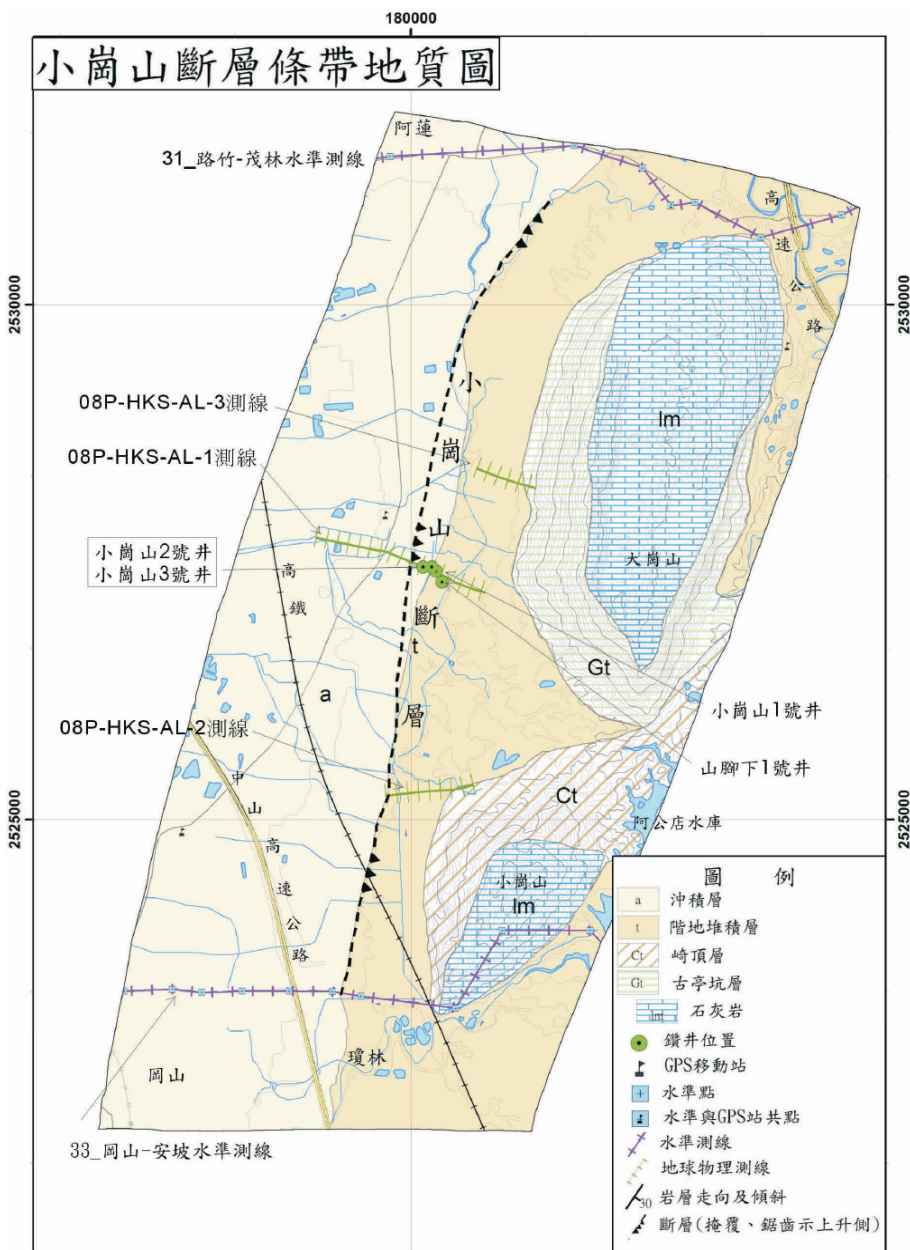 180000
小崗山斷層條帶地質圖
阿蓮
31_路竹-茂林水準測線
高
速
公
路
2530000
2530000
小
崗
山
斷
層
08P-HKS-AL-3測線
lm
08P-HKS-AL-1測線
小崗山2號井
小崗山3號井
大崗山
高
鐵
t
a
Gt
小崗山1號井
08P-HKS-AL-2測線
山腳下1號井
中
山
高
速
公
路
Ct
2525000
2525000
阿公店水庫
小崗山
lm
瓊林
岡山
33_岡山-安坡水準測線
圖 例
a 沖積層
t 階地堆積層
Ct 崎頂層
Gt 古亭坑層
lm 石灰岩
鑽井位置
GPS移動站
水準點
水準與GPS站共點
水準測線
地球物理測線
30 岩層走向及傾斜
斷層(掩覆、鋸齒示上升側)
180000